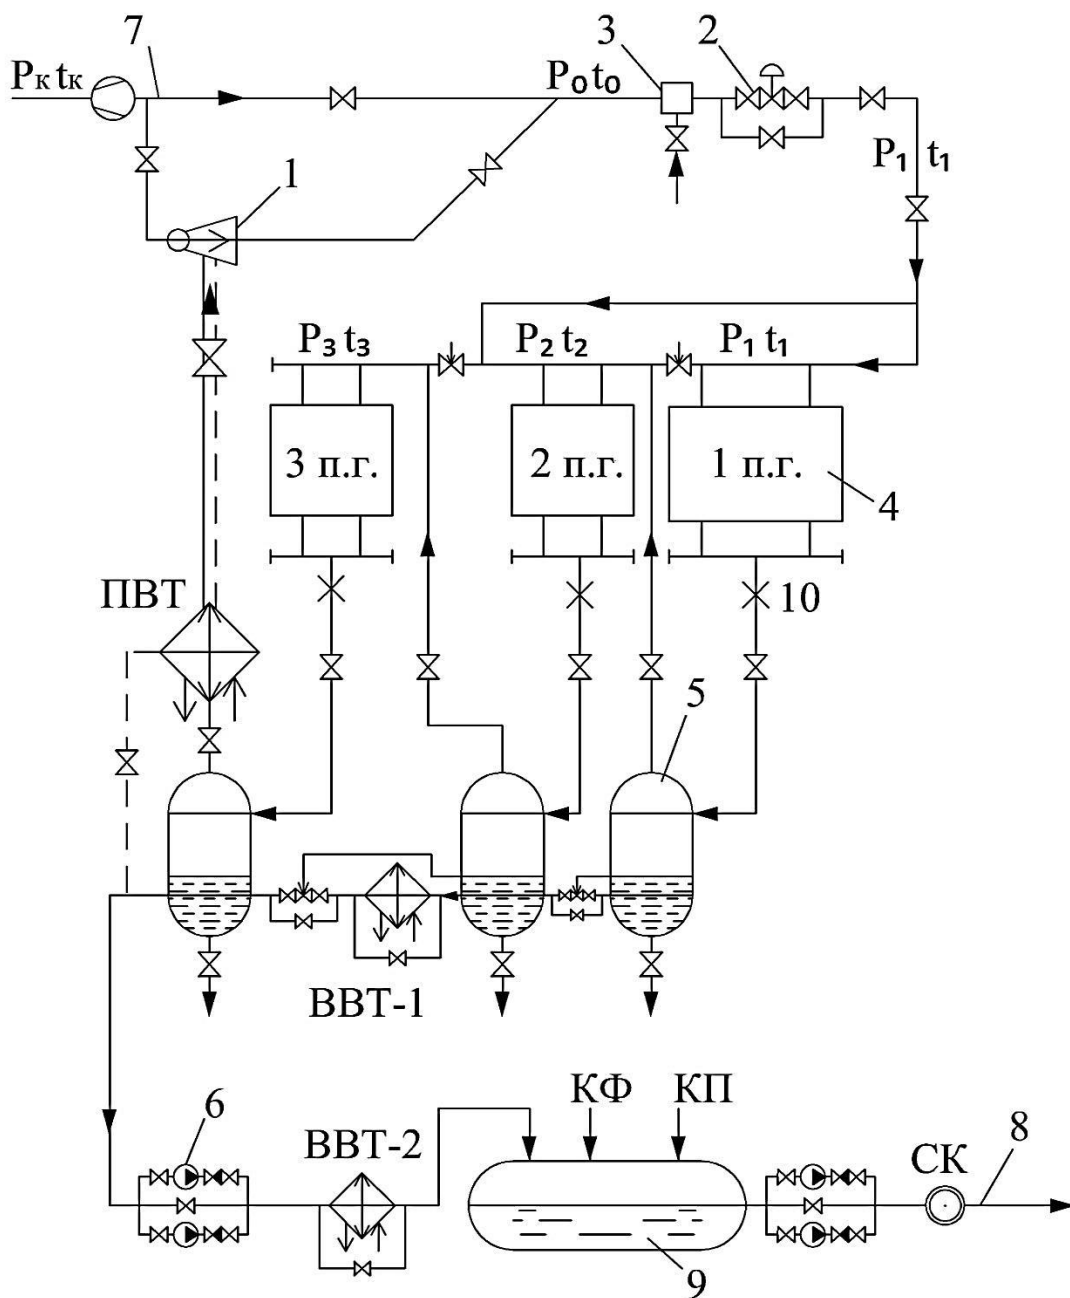 7
3
2
Pк tк
P₀ t₀
P₁ t₁
1
P₃ t₃
P₂ t₂
P₁ t₁
3 п.г.
2 п.г.
1 п.г.
4
ПВТ
10
5
ВВТ-1
6
ВВТ-2
КФ
КП
СК
8
9